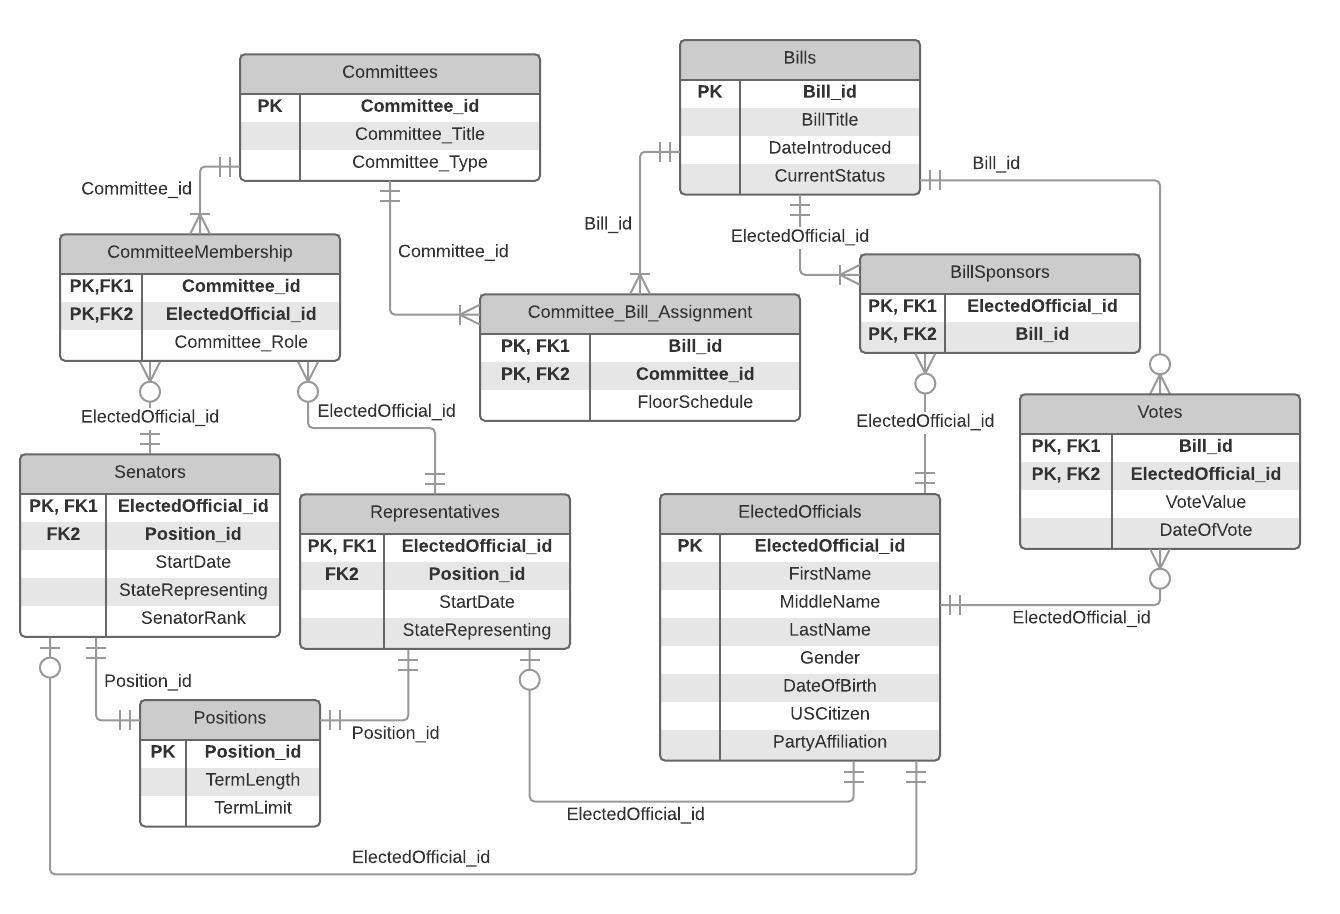 Committees
PK Committee_id
Committee_Title
Committee_Type
Bills
PK Bill_id
BillTitle
DateIntroduced
CurrentStatus
Committee_id
Committee_id
Bill_id
ElectedOfficial_id
Bill_id
CommitteeMembership
PK,FK1 Committee_id
PK,FK2 ElectedOfficial_id
Committee_Role
Committee_Bill_Assignment
PK, FK1 Bill_id
PK, FK2 Committee_id
FloorSchedule
BillSponsors
PK, FK1 ElectedOfficial_id
PK, FK2 Bill_id
ElectedOfficial_id
ElectedOfficial_id
ElectedOfficial_id
Votes
PK, FK1 Bill_id
PK, FK2 ElectedOfficial_id
VoteValue
DateOfVote
Senators
PK, FK1 ElectedOfficial_id
FK2 Position_id
StartDate
StateRepresenting
SenatorRank
Representatives
PK, FK1 ElectedOfficial_id
FK2 Position_id
StartDate
StateRepresenting
ElectedOfficials
PK ElectedOfficial_id
FirstName
MiddleName
LastName
Gender
DateOfBirth
USCitizen
PartyAffiliation
ElectedOfficial_id
Position_id
Position_id
Positions
PK Position_id
TermLength
TermLimit
ElectedOfficial_id
ElectedOfficial_id